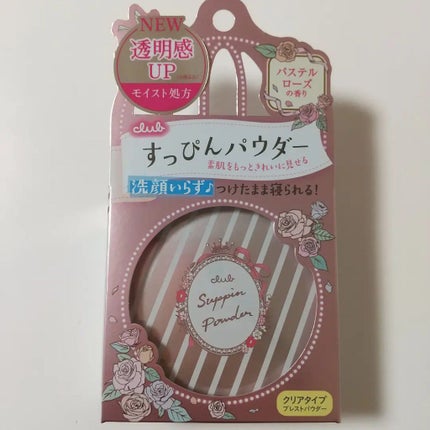 NEW
透明感
UP
モイスト処方
パステル
ローズ
の香り
club
すっぴんパウダー
素肌をもっときれいに見せる
洗顔いらず♪つけたまま寝られる!
club
Suppin
Powder
クリアタイプ
プレストパウダー